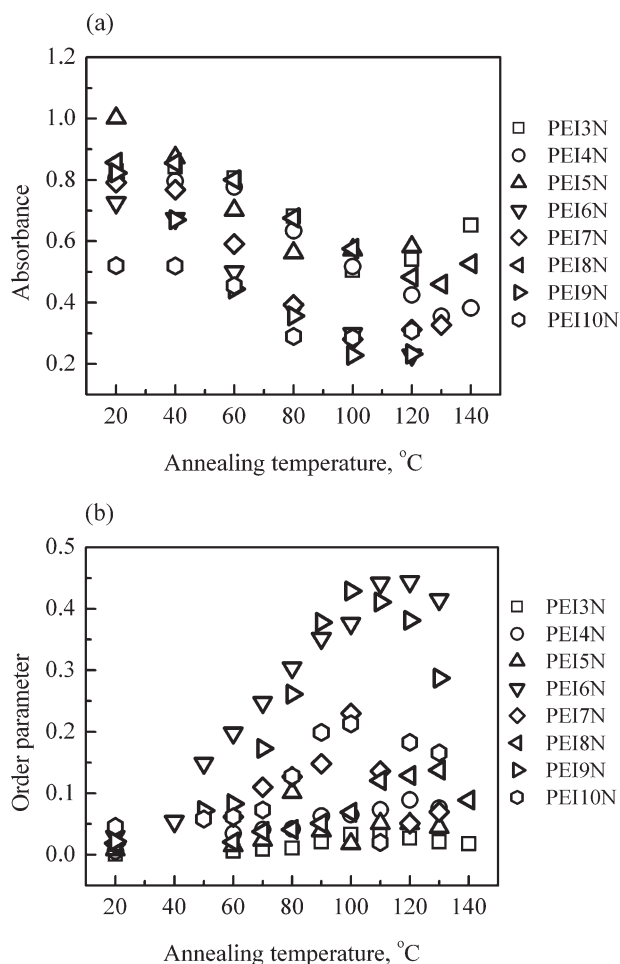 (a)
1.2
1.0
0.8
0.6
0.4
0.2
Absorbance
20 40 60 80 100 120 140
Annealing temperature, °C
PEI3N
PEI4N
PEI5N
PEI6N
PEI7N
PEI8N
PEI9N
PEI10N
(b)
0.5
0.4
0.3
0.2
0.1
0.0
Order parameter
20 40 60 80 100 120 140
Annealing temperature, °C
PEI3N
PEI4N
PEI5N
PEI6N
PEI7N
PEI8N
PEI9N
PEI10N